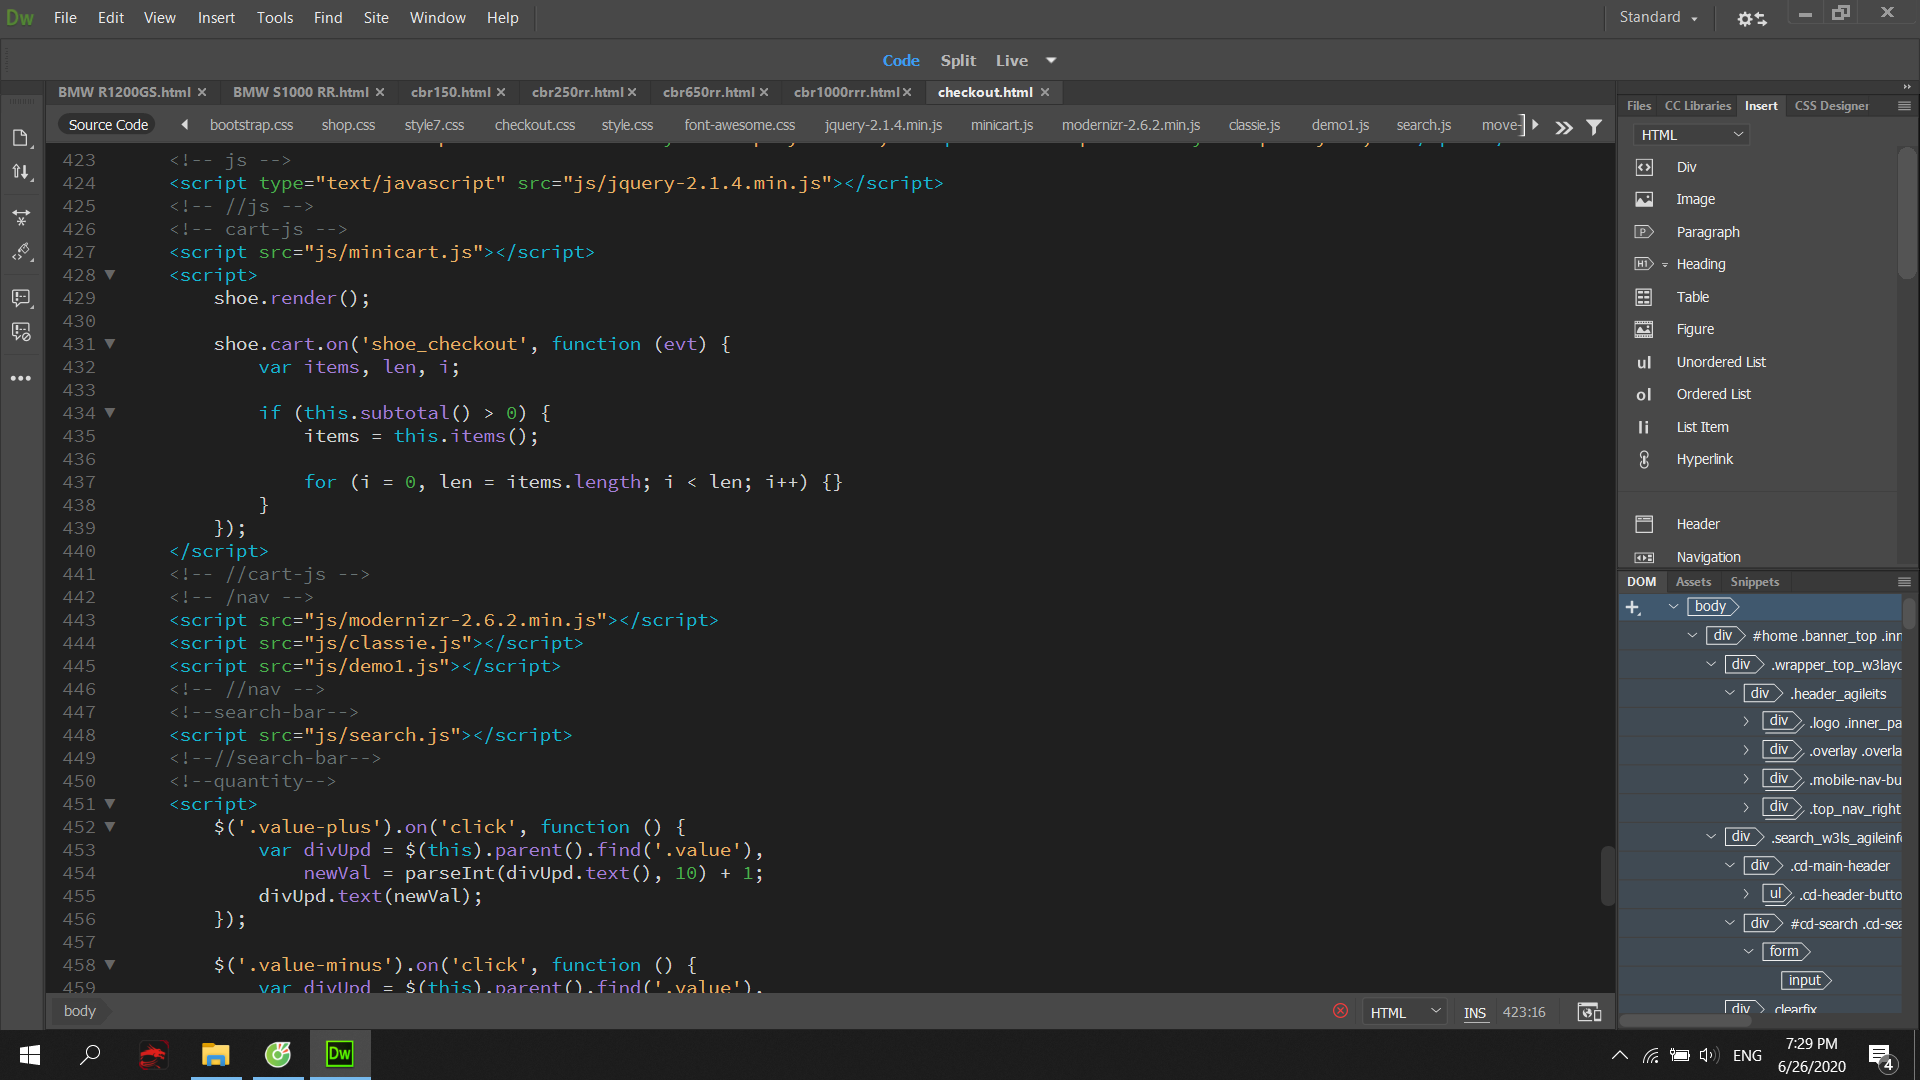 Dw File Edit View Insert Tools Find Site Window Help Standard
Code Split Live
BMW R1200GS.html BMW S1000 RR.html cbr150.html cbr250rr.html cbr650rr.html cbr1000rrr.html checkout.html
Source Code bootstrap.css shop.css style7.css checkout.css style.css font-awesome.css jquery-2.1.4.min.js minicart.js modernizr-2.6.2.min.js classie.js demo1.js search.js move-
423 <!-- js -->
424 <script type="text/javascript" src="js/jquery-2.1.4.min.js"></script>
425 <!-- //js -->
426 <!-- cart-js -->
427 <script src="js/minicart.js"></script>
428 <script>
429 shoe.render();
430
431 shoe.cart.on('shoe_checkout', function (evt) {
432 var items, len, i;
433
434 if (this.subtotal() > 0) {
435 items = this.items();
436
437 for (i = 0, len = items.length; i < len; i++) {}
438 }
439 });
440 </script>
441 <!-- //cart-js -->
442 <!-- /nav -->
443 <script src="js/modernizr-2.6.2.min.js"></script>
444 <script src="js/classie.js"></script>
445 <script src="js/demo1.js"></script>
446 <!-- //nav -->
447 <!--search-bar-->
448 <script src="js/search.js"></script>
449 <!--//search-bar-->
450 <!--quantity-->
451 <script>
452 $('.value-plus').on('click', function () {
453 var divUpd = $(this).parent().find('.value'),
454 newVal = parseInt(divUpd.text(), 10) + 1;
455 divUpd.text(newVal);
456 });
457
458 $('.value-minus').on('click', function () {
459 var divUpd = $(this).parent().find('.value'),
body HTML INS 423:16
Files CC Libraries Insert CSS Designer
HTML
Div
Image
Paragraph
H1 Heading
Table
Figure
ul Unordered List
ol Ordered List
li List Item
Hyperlink
Header
Navigation
DOM Assets Snippets
body
div #home .banner_top .inn
div .wrapper_top_w3layo
div .header_agileits
div .logo .inner_pa
div .overlay .overla
div .mobile-nav-bu
div .top_nav_right
div .search_w3ls_agileinfo
div .cd-main-header
ul .cd-header-butto
div #cd-search .cd-sea
form
input
div .clearfix
Dw ENG 7:29 PM
6/26/2020 4